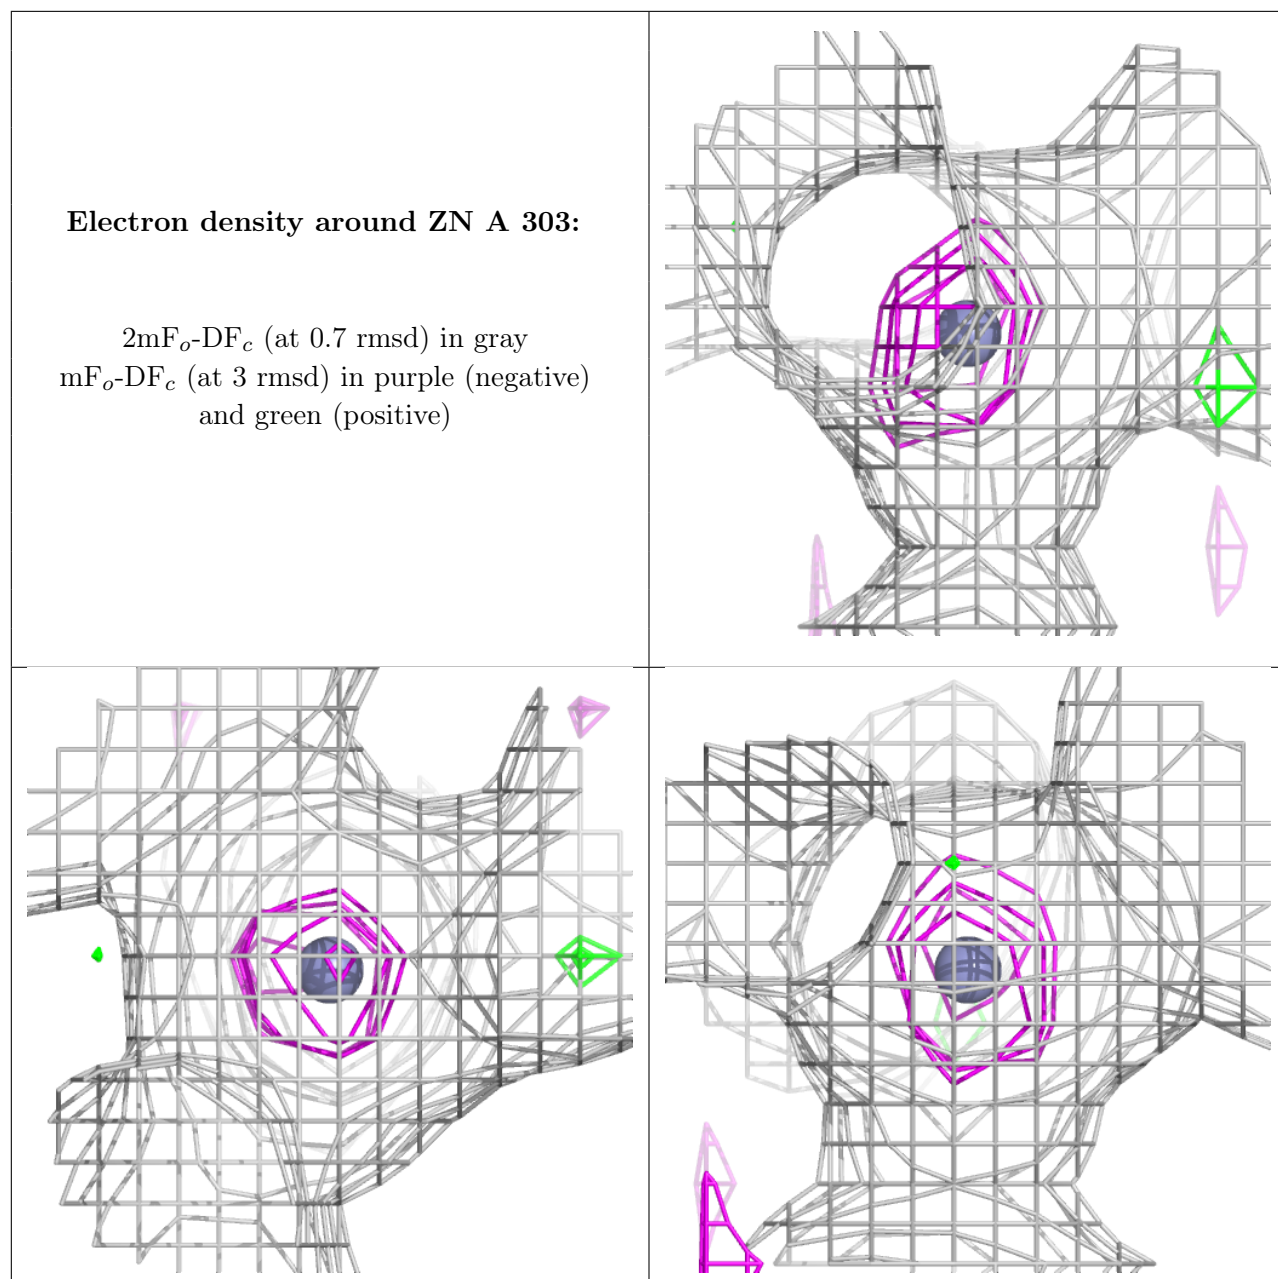 Electron density around ZN A 303:
2mFo-DFc (at 0.7 rmsd) in gray
mFo-DFc (at 3 rmsd) in purple (negative)
and green (positive)